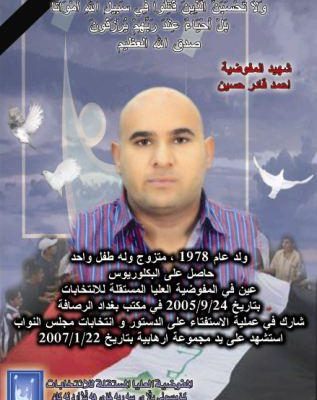 ولا تحسبن الذين قتلوا في سبيل الله امواتا
بل احياء عند ربهم يرزقون
صدق الله العظيم
شهيد المفوضية
احمد قادر حسين
ولد عام 1978 ، متزوج وله طفل واحد
حاصل على البكلوريوس
عين في المفوضية العليا المستقلة للانتخابات
بتاريخ 2005/9/24 في مكتب بغداد الرصافة
شارك في عملية الاستفتاء على الدستور و انتخابات مجلس النواب
استشهد على يد مجموعة ارهابية بتاريخ 2007/1/22
المفوضية العليا المستقلة للانتخابات